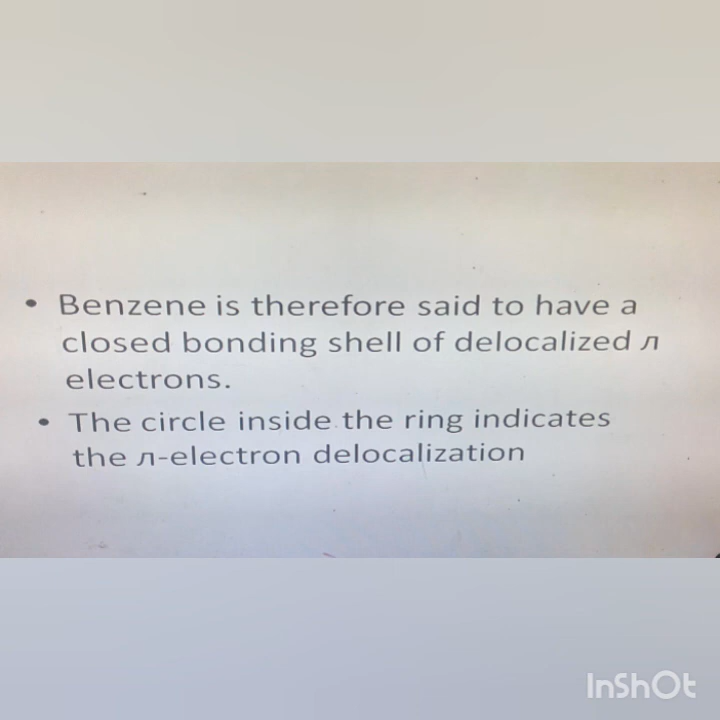 • Benzene is therefore said to have a
closed bonding shell of delocalized л
electrons.
• The circle inside the ring indicates
the л-electron delocalization
InShOt